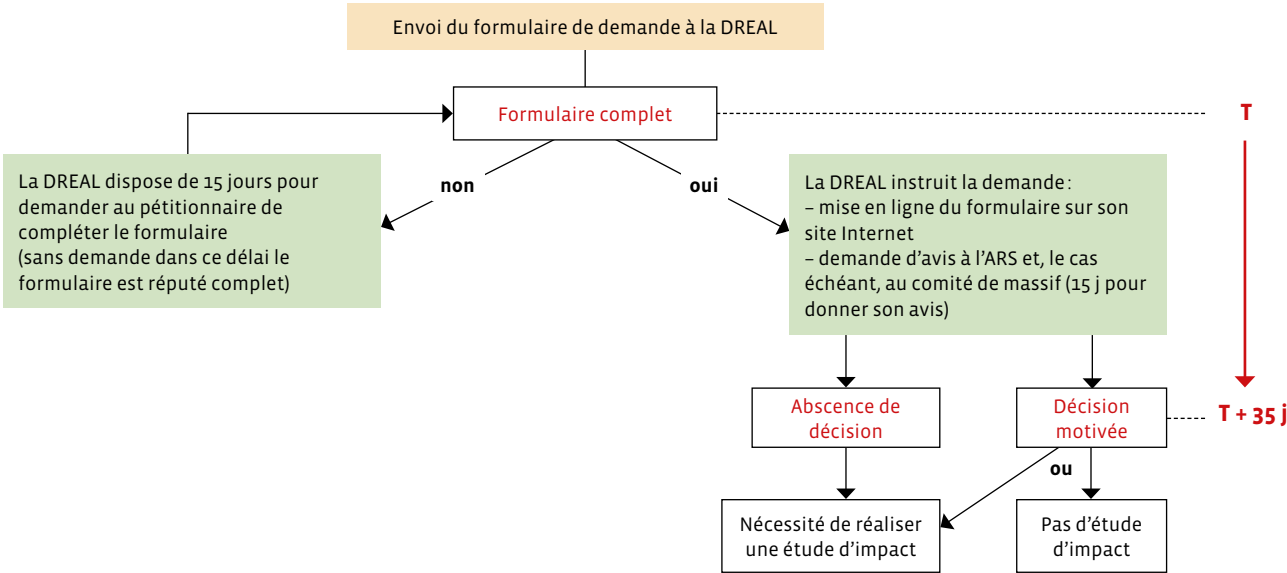 Envoi du formulaire de demande à la DREAL
Formulaire complet
T
non
oui
La DREAL dispose de 15 jours pour
demander au pétitionnaire de
compléter le formulaire
(sans demande dans ce délai le
formulaire est réputé complet)
La DREAL instruit la demande :
– mise en ligne du formulaire sur son
site Internet
– demande d'avis à l'ARS et, le cas
échéant, au comité de massif (15 j pour
donner son avis)
Abscence de
décision
Décision
motivée
T + 35 j
ou
Nécessité de réaliser
une étude d'impact
Pas d'étude
d'impact